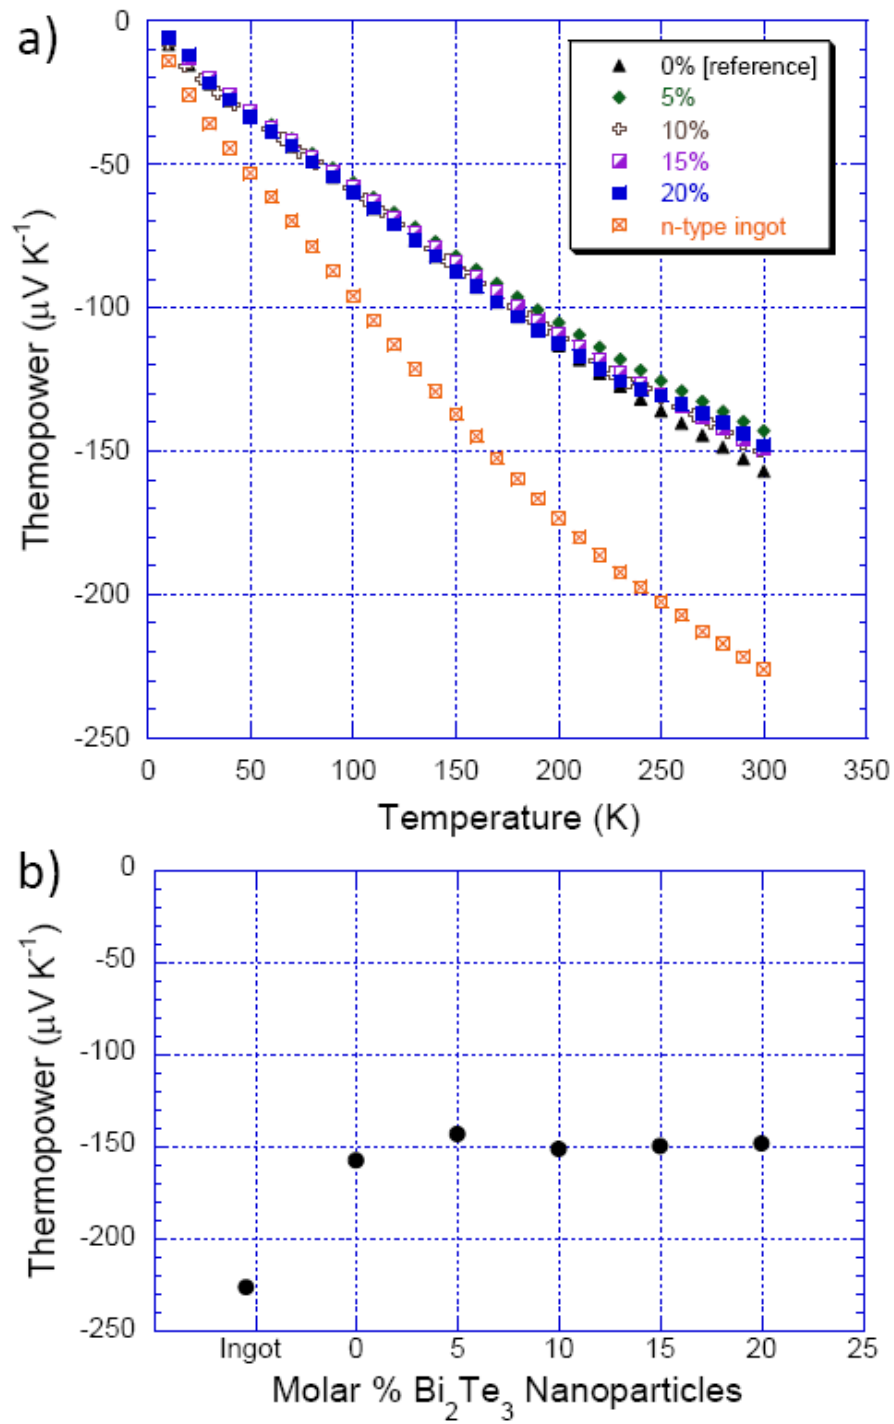 a)
0
-50
-100
-150
-200
-250
Themopower (μV K⁻¹)
0% [reference]
5%
10%
15%
20%
n-type ingot
0 50 100 150 200 250 300 350
Temperature (K)
b)
0
-50
-100
-150
-200
-250
Thermopower (μV K⁻¹)
Ingot 0 5 10 15 20 25
Molar % Bi₂Te₃ Nanoparticles